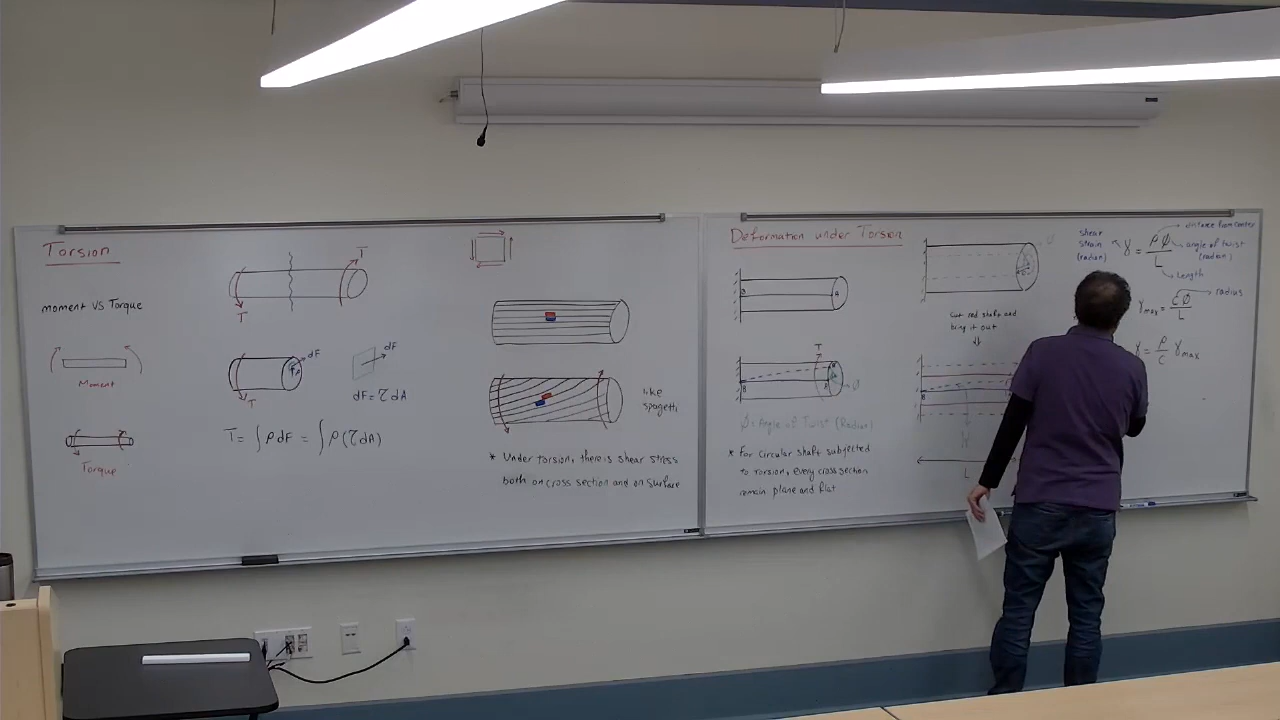 Torsion
moment VS Torque
Moment
Torque
T
T
dF
T
dF
dF = τ dA
T = ∫ ρ dF = ∫ ρ (τ dA)
like
spagetti
* Under torsion, there is shear stress
both on cross section and on surface
Deformation under Torsion
B
A
T
B
Ø
Ø = Angle of Twist (Radian)
* For circular shaft subjected
to torsion, every cross section
remain plane and flat
Cut red shaft and
bring it out
L
shear
strain
(radian)
γ = ρØ / L
distance from center
angle of twist
(radian)
length
γmax = cØ / L
radius
γ = ρ / c γmax